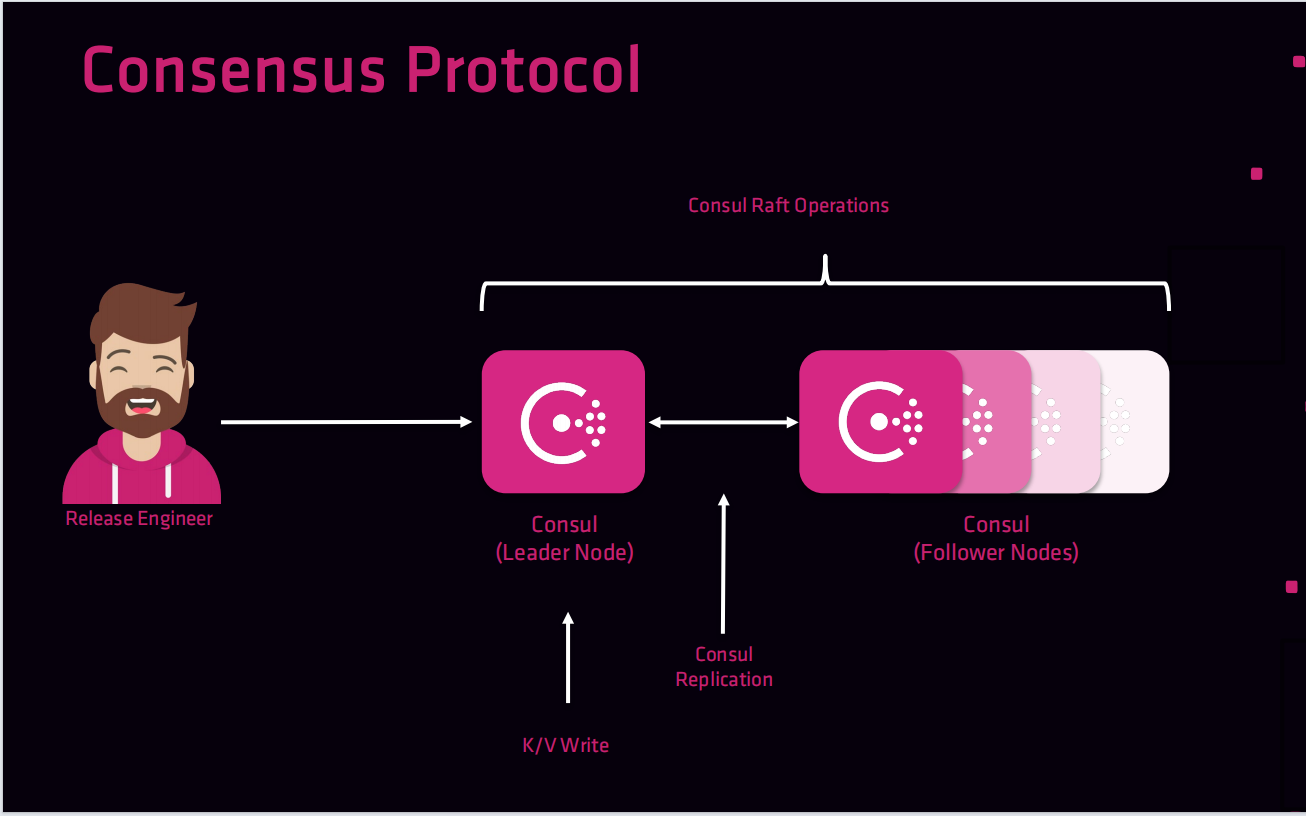 Consensus Protocol
Consul Raft Operations
Release Engineer
Consul
(Leader Node)
Consul
(Follower Nodes)
Consul
Replication
K/V Write